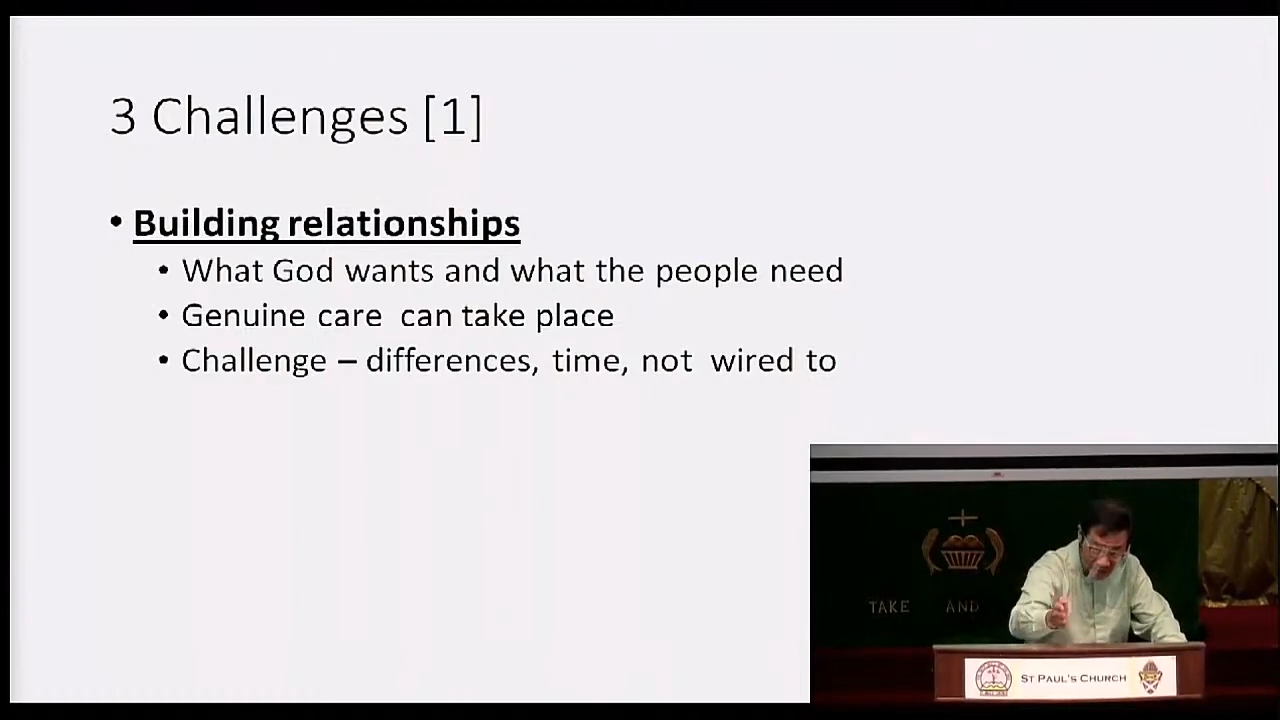 3 Challenges [1]
• Building relationships
• What God wants and what the people need
• Genuine care can take place
• Challenge – differences, time, not wired to
TAKE AND
ST PAUL'S CHURCH